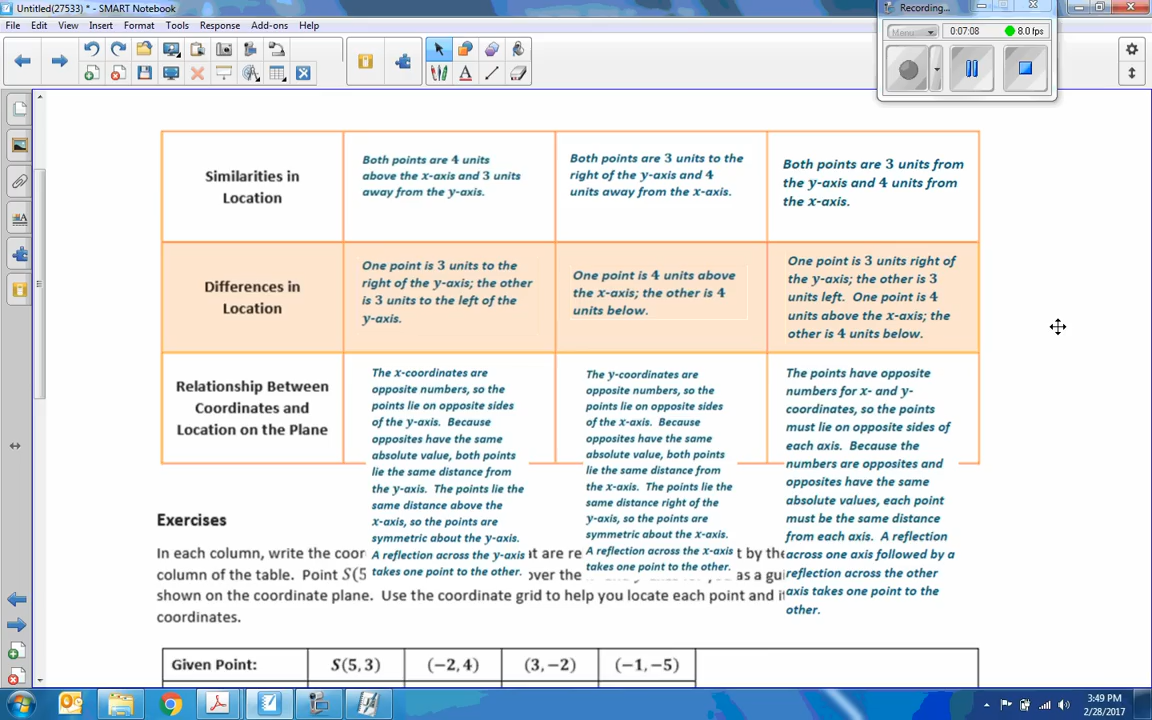 Untitled(27533) * - SMART Notebook
Recording...
File Edit View Insert Format Tools Response Add-ons Help
Menu 0:07:08 8.0 fps
Similarities in
Location
Both points are 4 units
above the x-axis and 3 units
away from the y-axis.
Both points are 3 units to the
right of the y-axis and 4
units away from the x-axis.
Both points are 3 units from
the y-axis and 4 units from
the x-axis.
Differences in
Location
One point is 3 units to the
right of the y-axis; the other
is 3 units to the left of the
y-axis.
One point is 4 units above
the x-axis; the other is 4
units below.
One point is 3 units right of
the y-axis; the other is 3
units left. One point is 4
units above the x-axis; the
other is 4 units below.
Relationship Between
Coordinates and
Location on the Plane
The x-coordinates are
opposite numbers, so the
points lie on opposite sides
of the y-axis. Because
opposites have the same
absolute value, both points
lie the same distance from
the y-axis. The points lie the
same distance above the
x-axis, so the points are
symmetric about the y-axis.
A reflection across the y-axis
takes one point to the other.
The y-coordinates are
opposite numbers, so the
points lie on opposite sides
of the x-axis. Because
opposites have the same
absolute value, both points
lie the same distance from
the x-axis. The points lie the
same distance right of the
y-axis, so the points are
symmetric about the x-axis.
A reflection across the x-axis
takes one point to the other.
The points have opposite
numbers for x- and y-
coordinates, so the points
must lie on opposite sides of
each axis. Because the
numbers are opposites and
opposites have the same
absolute values, each point
must be the same distance
from each axis. A reflection
across one axis followed by a
reflection across the other
axis takes one point to the
other.
Exercises
In each column, write the coor at are re t by the
column of the table. Point S(5 over the as a gui
shown on the coordinate plane. Use the coordinate grid to help you locate each point and it
coordinates.
Given Point: S(5, 3) (−2, 4) (3, −2) (−1, −5)
3:49 PM
2/28/2017